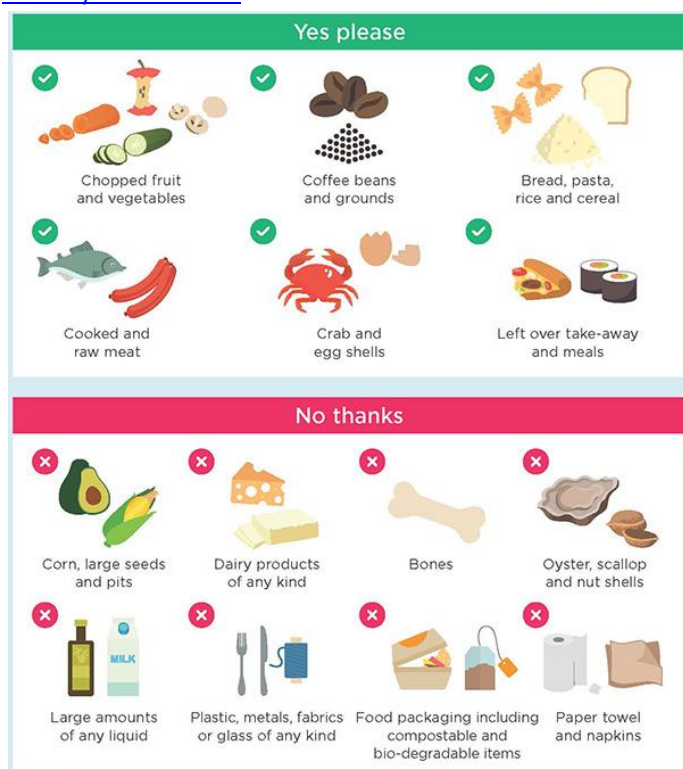 Yes please
Chopped fruit
and vegetables
Coffee beans
and grounds
Bread, pasta,
rice and cereal
Cooked and
raw meat
Crab and
egg shells
Left over take-away
and meals
No thanks
Corn, large seeds
and pits
Dairy products
of any kind
Bones
Oyster, scallop
and nut shells
MILK
Large amounts
of any liquid
Plastic, metals, fabrics
or glass of any kind
Food packaging including
compostable and
bio-degradable items
Paper towel
and napkins